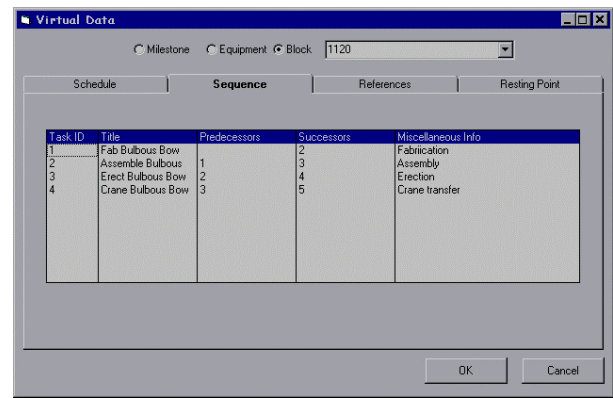 Virtual Data
Milestone Equipment Block 1120
Schedule Sequence References Resting Point
Task ID Title Predecessors Successors Miscellaneous Info
1 Fab Bulbous Bow 2 Fabriication
2 Assemble Bulbous 1 3 Assembly
3 Erect Bulbous Bow 2 4 Erection
4 Crane Bulbous Bow 3 5 Crane transfer
OK Cancel